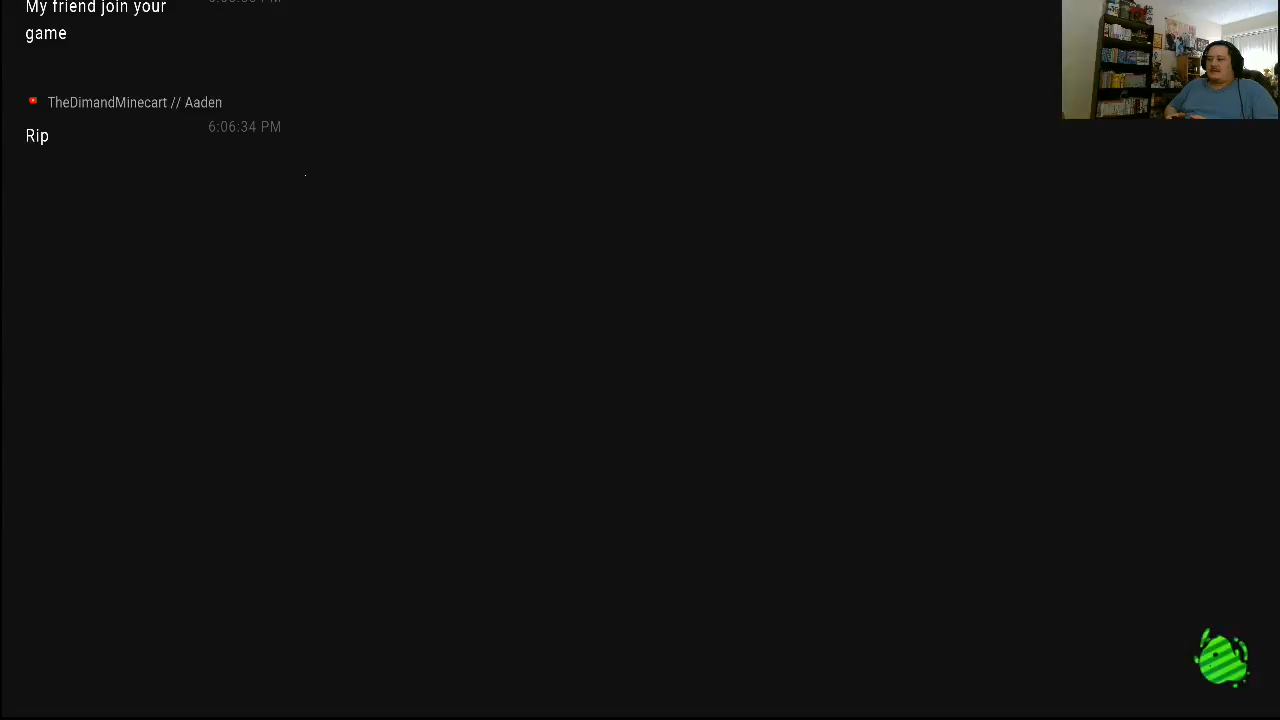 My friend join your
game
TheDimandMinecart // Aaden
6:06:34 PM
Rip